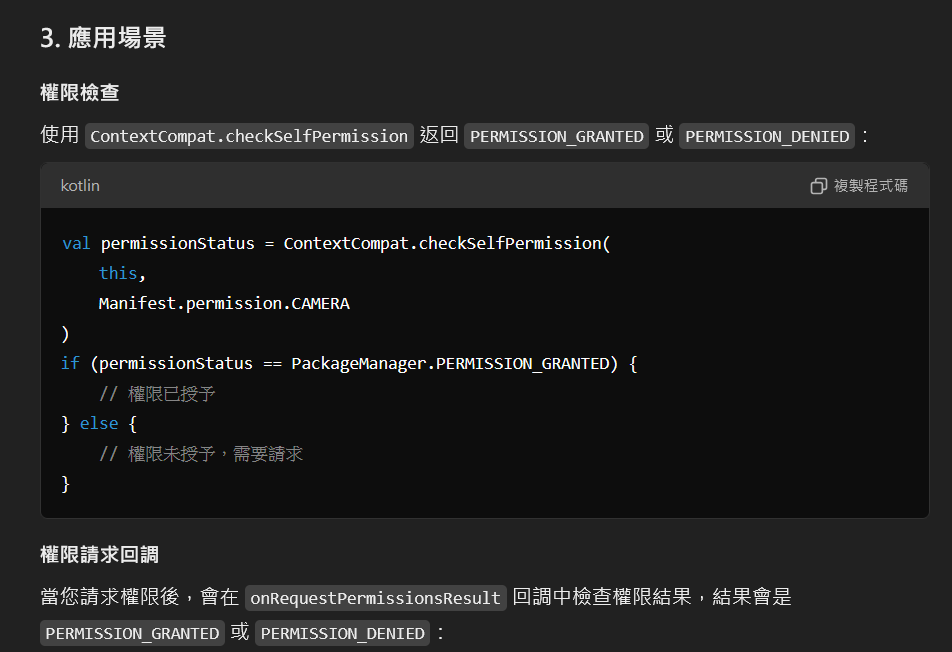 3. 應用場景
權限檢查
使用 ContextCompat.checkSelfPermission 返回 PERMISSION_GRANTED 或 PERMISSION_DENIED：
kotlin 複製程式碼
val permissionStatus = ContextCompat.checkSelfPermission(
    this,
    Manifest.permission.CAMERA
)
if (permissionStatus == PackageManager.PERMISSION_GRANTED) {
    // 權限已授予
} else {
    // 權限未授予，需要請求
}
權限請求回調
當您請求權限後，會在 onRequestPermissionsResult 回調中檢查權限結果，結果會是
PERMISSION_GRANTED 或 PERMISSION_DENIED：